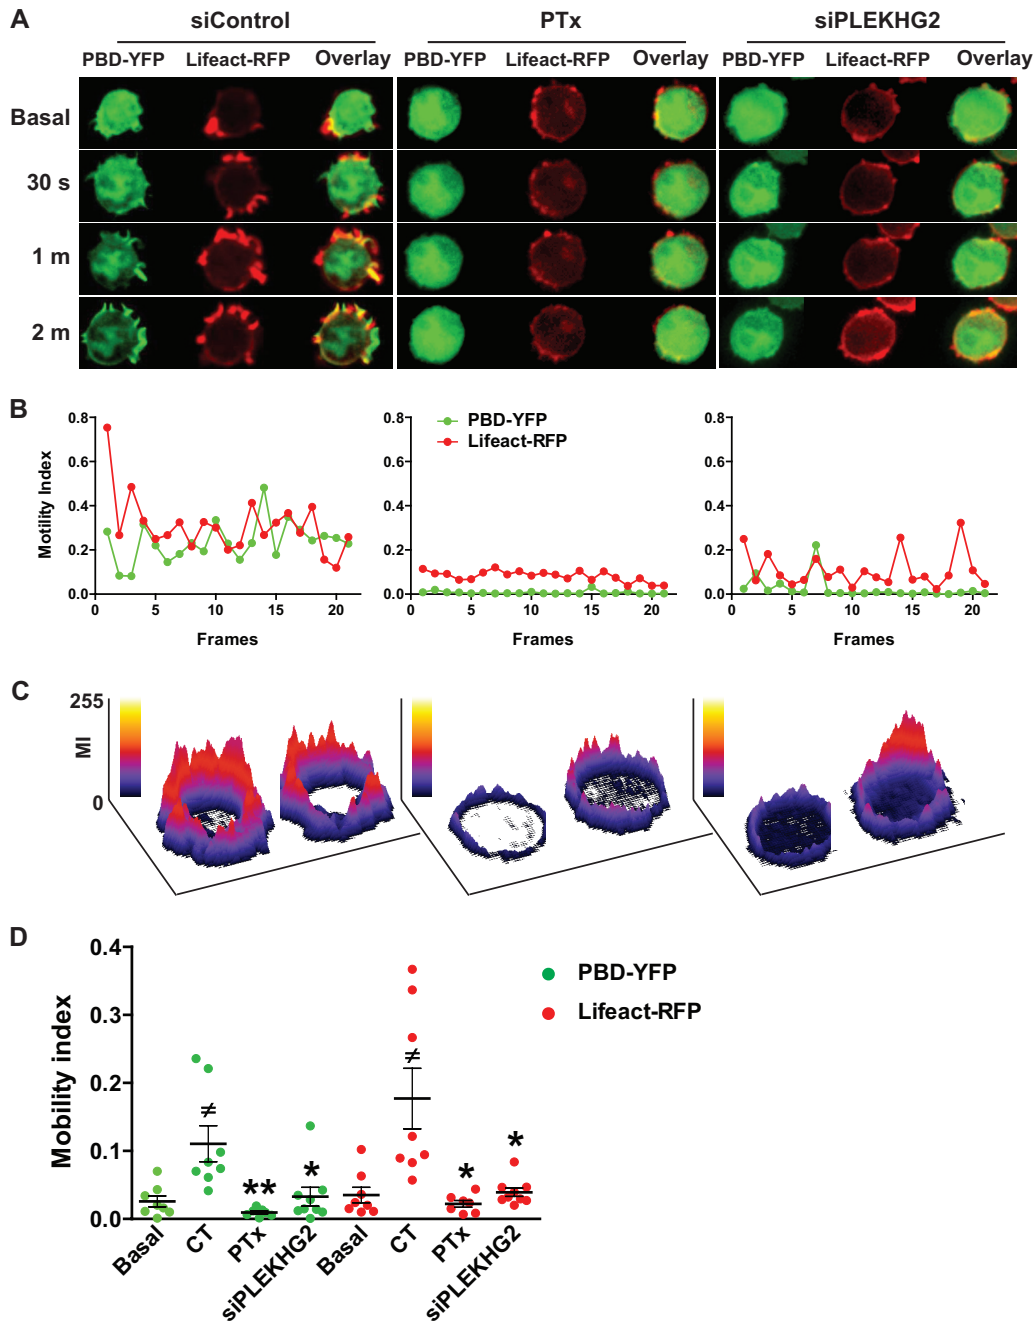 A
siControl
PTx
siPLEKHG2
PBD-YFP Lifeact-RFP Overlay
PBD-YFP Lifeact-RFP Overlay
PBD-YFP Lifeact-RFP Overlay
Basal
30 s
1 m
2 m
B
Motility Index
0.8
0.6
0.4
0.2
0.0
0 5 10 15 20
Frames
PBD-YFP
Lifeact-RFP
0.8
0.6
0.4
0.2
0.0
0 5 10 15 20
Frames
0.8
0.6
0.4
0.2
0.0
0 5 10 15 20
Frames
C
255
MI
0
D
Mobility index
0.4
0.3
0.2
0.1
0.0
≠
**
*
≠
*
*
PBD-YFP
Lifeact-RFP
Basal
CT
PTx
siPLEKHG2
Basal
CT
PTx
siPLEKHG2